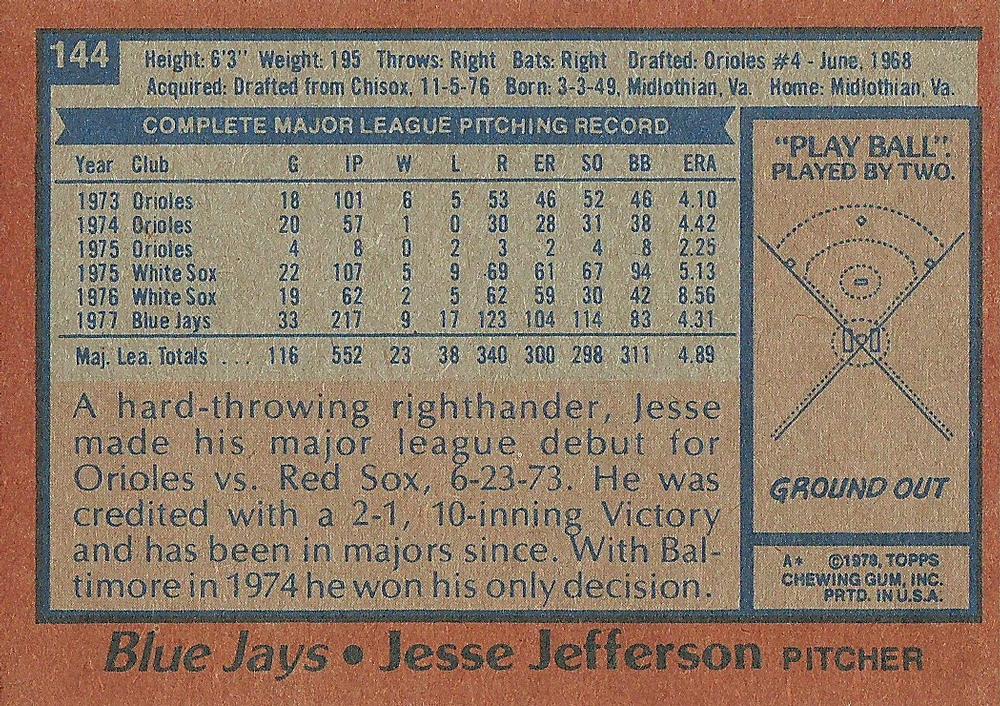 144
Height: 6'3" Weight: 195 Throws: Right Bats: Right Drafted: Orioles #4 - June, 1968
Acquired: Drafted from Chisox, 11-5-76 Born: 3-3-49, Midlothian, Va. Home: Midlothian, Va.
COMPLETE MAJOR LEAGUE PITCHING RECORD
Year Club G IP W L R ER SO BB ERA
1973 Orioles 18 101 6 5 53 46 52 46 4.10
1974 Orioles 20 57 1 0 30 28 31 38 4.42
1975 Orioles 4 8 0 2 3 2 4 8 2.25
1975 White Sox 22 107 5 9 69 61 67 94 5.13
1976 White Sox 19 62 2 5 62 59 30 42 8.56
1977 Blue Jays 33 217 9 17 123 104 114 83 4.31
Maj. Lea. Totals ... 116 552 23 38 340 300 298 311 4.89
A hard-throwing righthander, Jesse
made his major league debut for
Orioles vs. Red Sox, 6-23-73. He was
credited with a 2-1, 10-inning Victory
and has been in majors since. With Bal-
timore in 1974 he won his only decision.
"PLAY BALL".
PLAYED BY TWO.
GROUND OUT
A* ©1978, TOPPS
CHEWING GUM, INC.
PRTD. IN U.S.A.
Blue Jays • Jesse Jefferson PITCHER